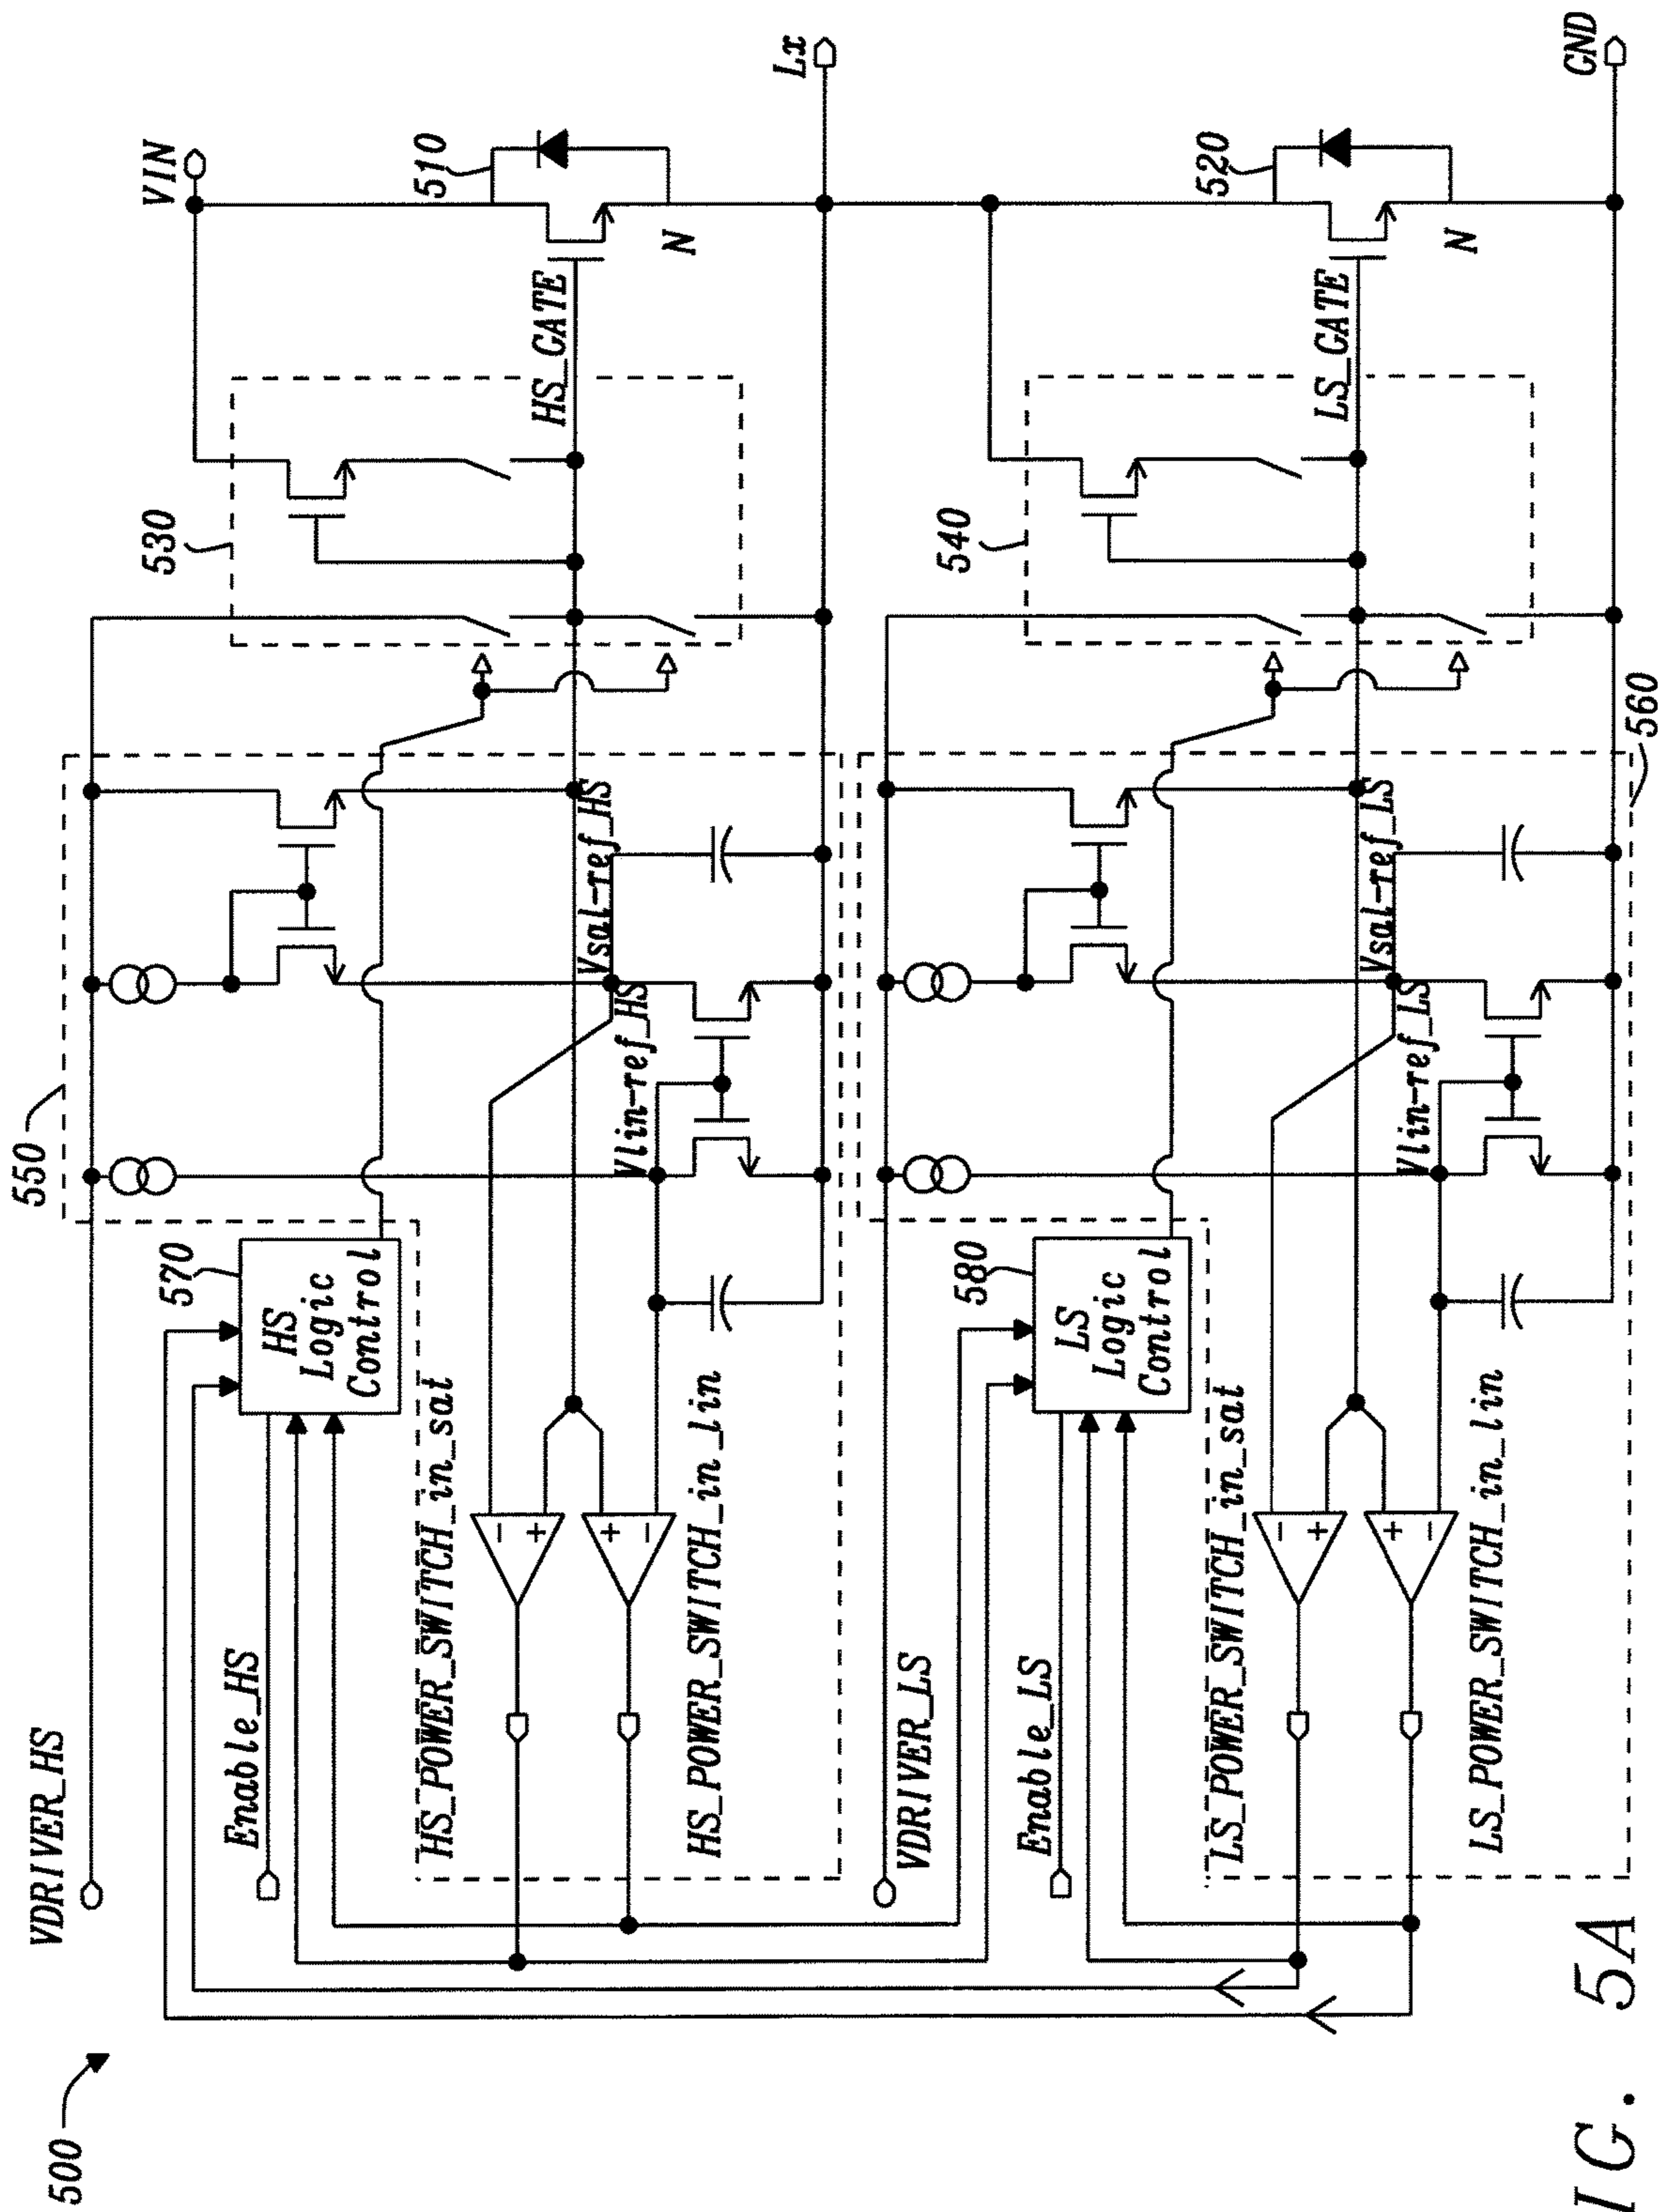 500
VDRIVER_HS
550
VIN
Enable_HS
570
HS
Logic
Control
530
510
HS_POWER_SWITCH_in_sat
HS_GATE
Vsat-ref_HS
Vlin-ref_HS
N
HS_POWER_SWITCH_in_lin
Lx
VDRIVER_LS
Enable_LS
580
LS
Logic
Control
540
520
LS_POWER_SWITCH_in_sat
LS_GATE
Vsat-ref_LS
Vlin-ref_LS
N
LS_POWER_SWITCH_in_lin
GND
560
IG. 5A